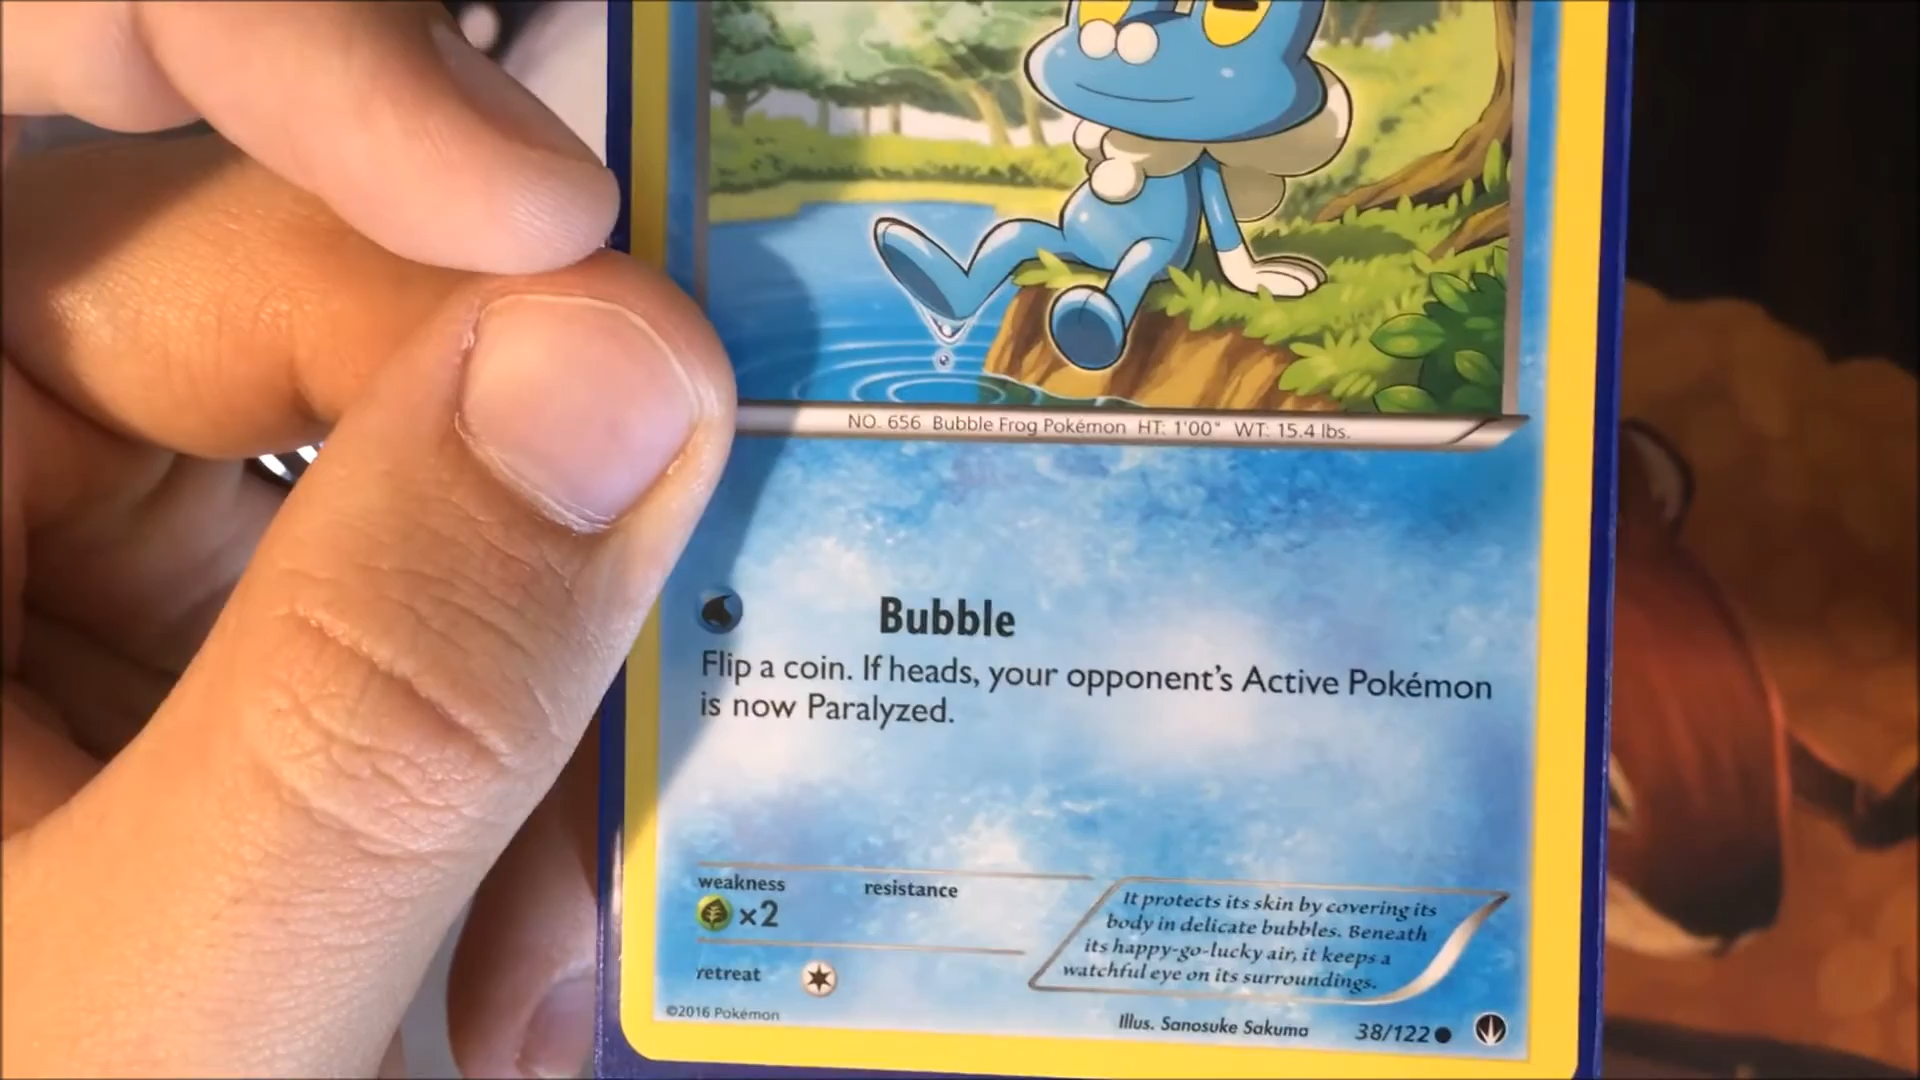 NO. 656 Bubble Frog Pokémon HT: 1'00" WT: 15.4 lbs.
Bubble
Flip a coin. If heads, your opponent's Active Pokémon
is now Paralyzed.
weakness resistance
×2
It protects its skin by covering its
body in delicate bubbles. Beneath
its happy-go-lucky air, it keeps a
watchful eye on its surroundings.
retreat
©2016 Pokémon
Illus. Sanosuke Sakuma 38/122